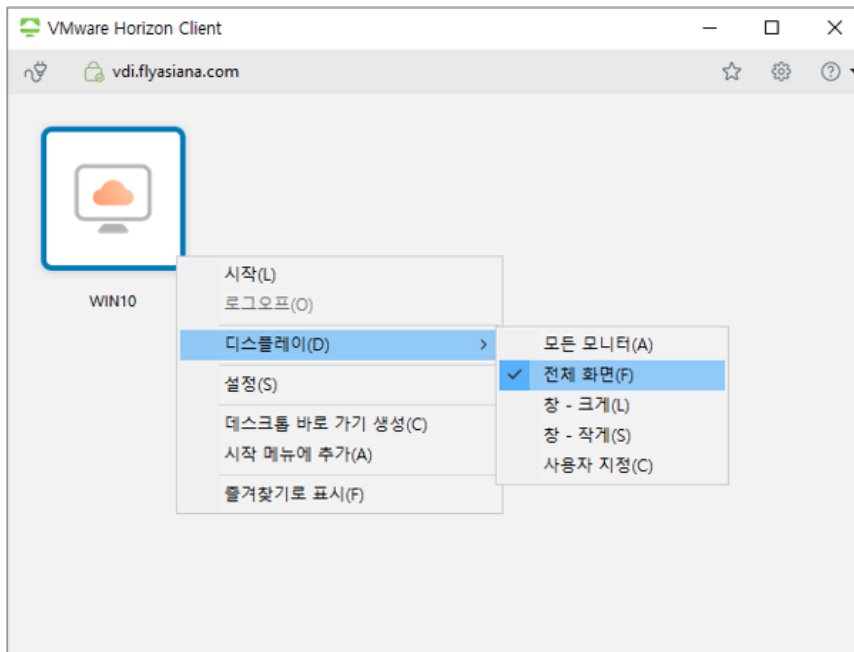 VMware Horizon Client
vdi.flyasiana.com
WIN10
시작(L)
로그오프(O)
디스플레이(D)
설정(S)
데스크톱 바로 가기 생성(C)
시작 메뉴에 추가(A)
즐겨찾기로 표시(F)
모든 모니터(A)
전체 화면(F)
창 - 크게(L)
창 - 작게(S)
사용자 지정(C)